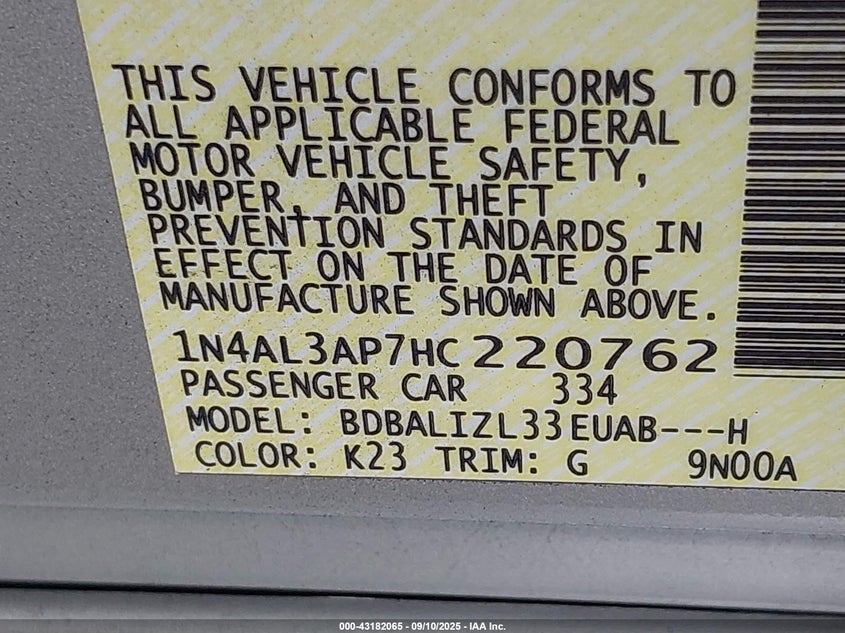 THIS VEHICLE CONFORMS TO
ALL APPLICABLE FEDERAL
MOTOR VEHICLE SAFETY,
BUMPER, AND THEFT
PREVENTION STANDARDS IN
EFFECT ON THE DATE OF
MANUFACTURE SHOWN ABOVE.
1N4AL3AP7HC220762
PASSENGER CAR 334
MODEL: BDBALIZL33EUAB---H
COLOR: K23 TRIM: G 9N00A
000-43182065 - 09/10/2025 - IAA Inc.